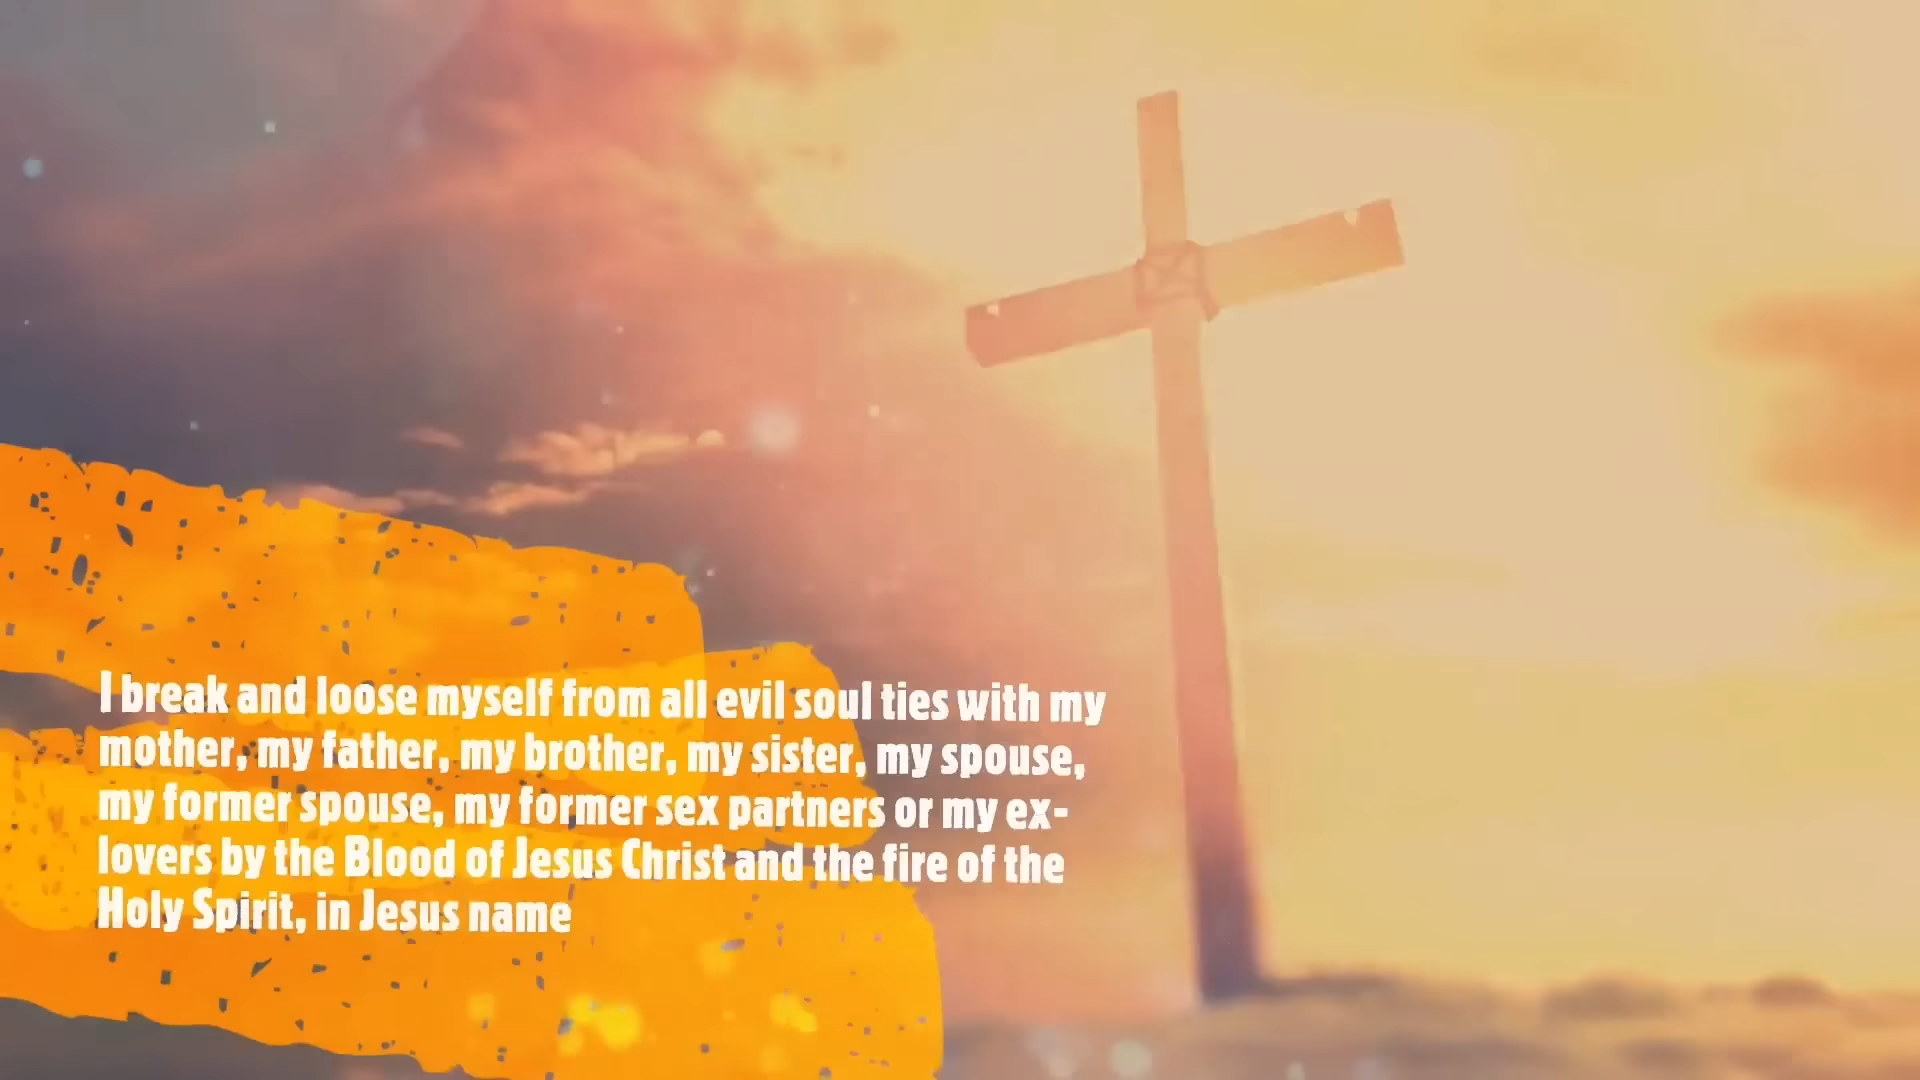 I break and loose myself from all evil soul ties with my
mother, my father, my brother, my sister, my spouse,
my former spouse, my former sex partners or my ex-
lovers by the Blood of Jesus Christ and the fire of the
Holy Spirit, in Jesus name